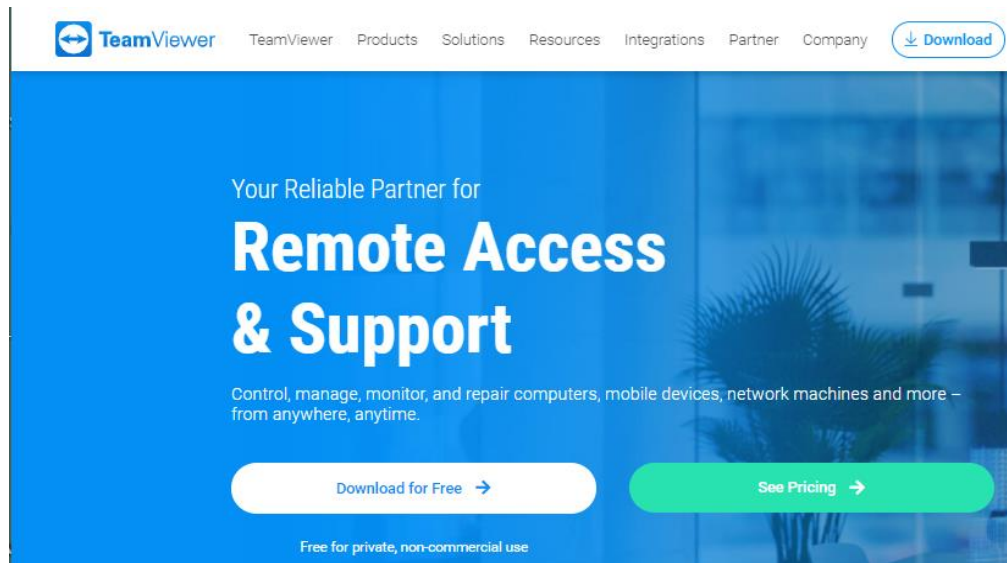 TeamViewer
TeamViewer Products Solutions Resources Integrations Partner Company Download
Your Reliable Partner for
Remote Access
& Support
Control, manage, monitor, and repair computers, mobile devices, network machines and more –
from anywhere, anytime.
Download for Free See Pricing
Free for private, non-commercial use